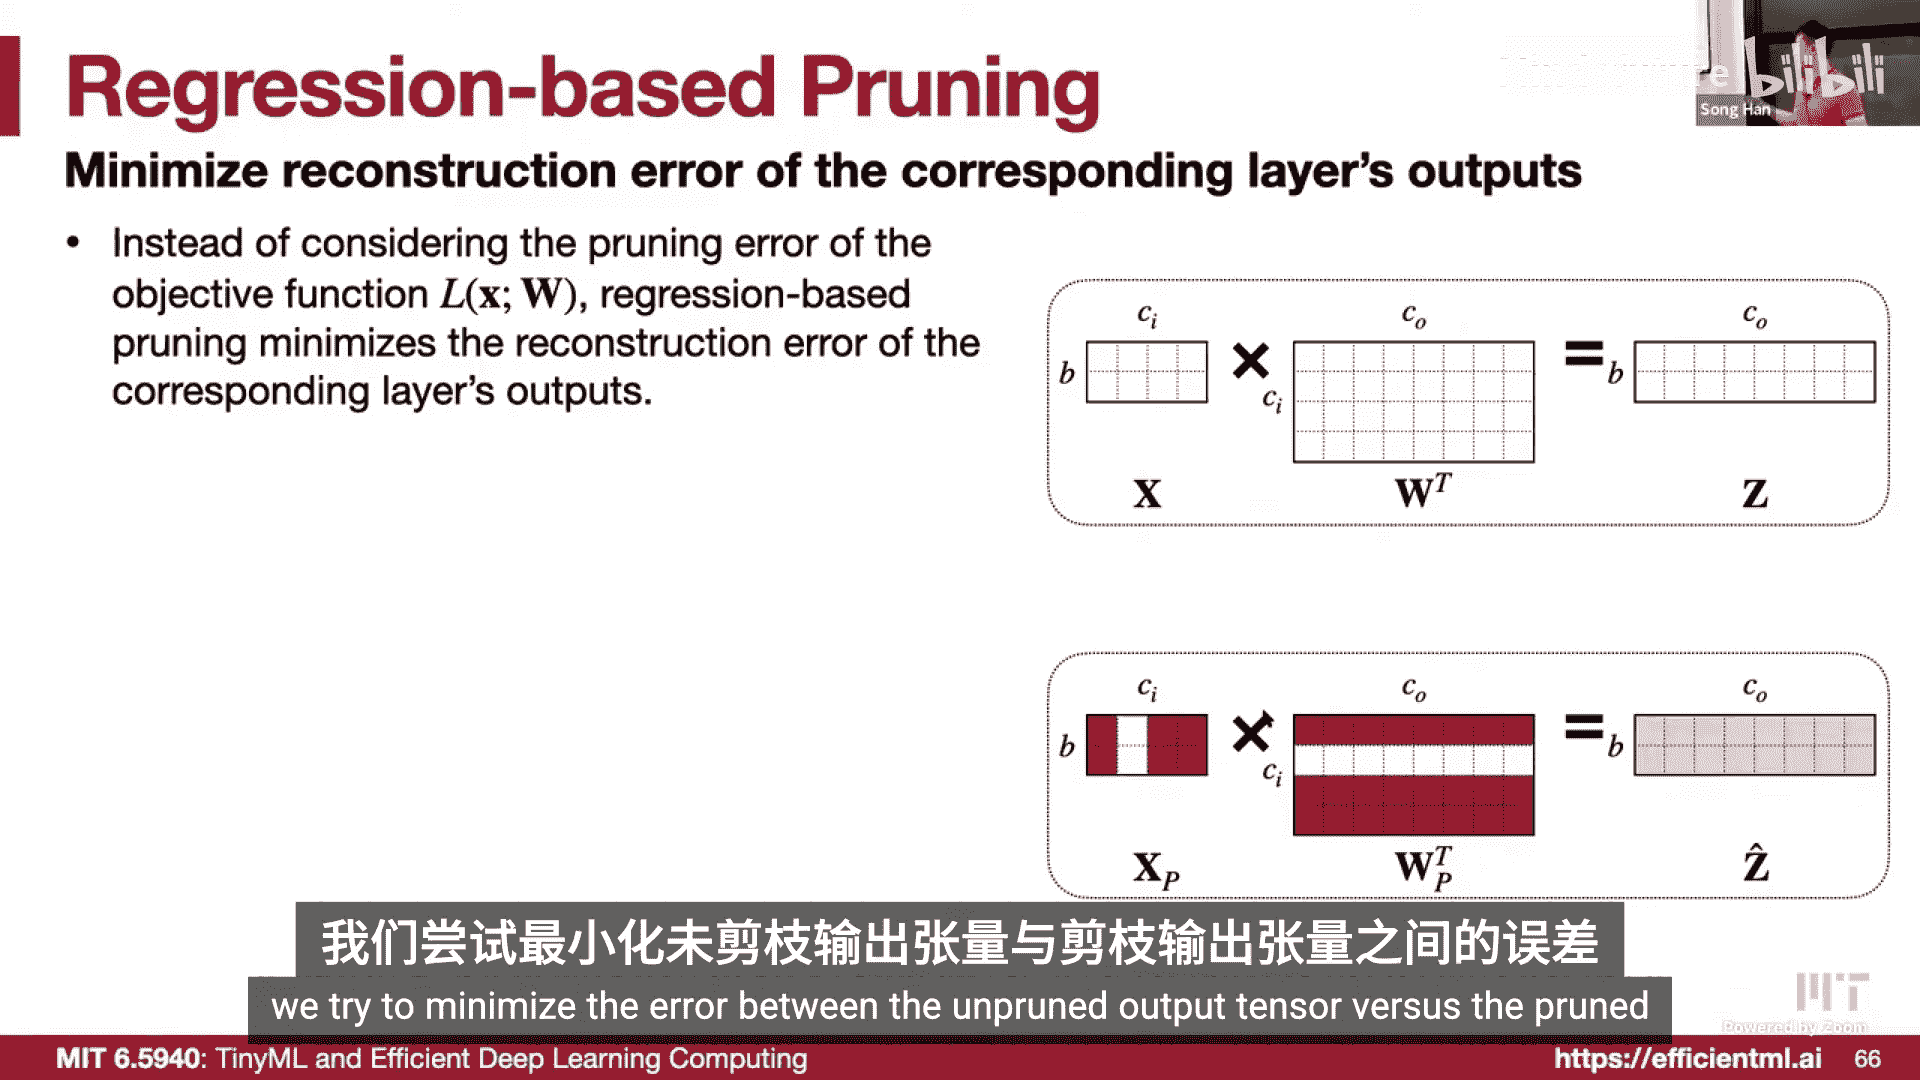 Regression-based Pruning
bilibili
Song Han
Minimize reconstruction error of the corresponding layer's outputs
• Instead of considering the pruning error of the
objective function L(x; W), regression-based
pruning minimizes the reconstruction error of the
corresponding layer's outputs.
c_i c_o c_o
b × c_i = b
X W^T Z
c_i c_o c_o
b × c_i = b
X_P W_P^T Ẑ
我们尝试最小化未剪枝输出张量与剪枝输出张量之间的误差
we try to minimize the error between the unpruned output tensor versus the pruned
MIT
Powered by Zoom
MIT 6.5940: TinyML and Efficient Deep Learning Computing
https://efficientml.ai 66